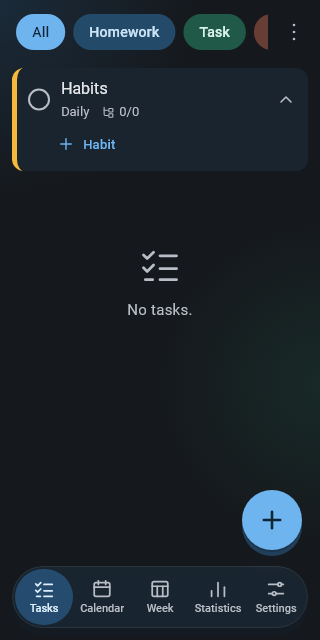 All Homework Task
Habits
Daily 0/0
+ Habit
No tasks.
Tasks Calendar Week Statistics Settings